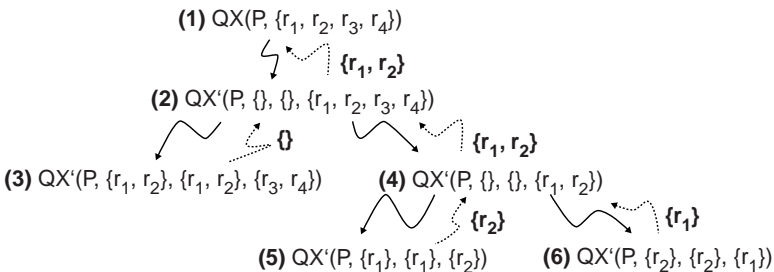 (1) QX(P, {r₁, r₂, r₃, r₄})
{r₁, r₂}
(2) QX‘(P, {}, {}, {r₁, r₂, r₃, r₄})
{}
{r₁, r₂}
(3) QX‘(P, {r₁, r₂}, {r₁, r₂}, {r₃, r₄})
(4) QX‘(P, {}, {}, {r₁, r₂})
{r₂}
{r₁}
(5) QX‘(P, {r₁}, {r₁}, {r₂})
(6) QX‘(P, {r₂}, {r₂}, {r₁})